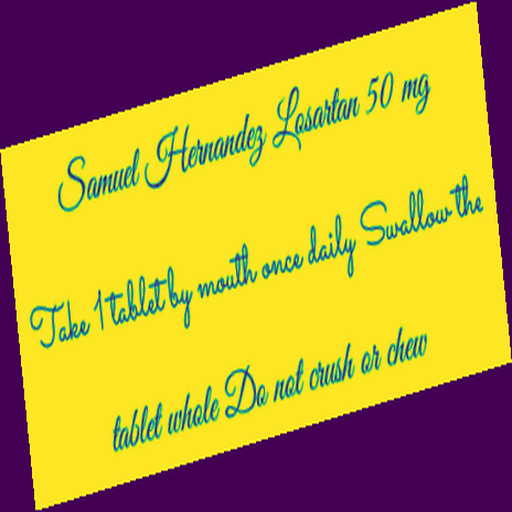 Samuel Hernandez Losartan 50 mg
Take 1 tablet by mouth once daily Swallow the
tablet whole Do not crush or chew